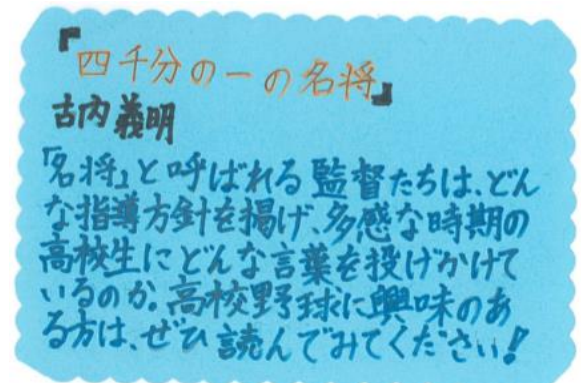 『四千分の一の名将』
古内義明
「名将」と呼ばれる監督たちは、どん
な指導方針を掲げ、多感な時期の
高校生にどんな言葉を投げかけて
いるのか。高校野球に興味のあ
る方は、ぜひ読んでみてください！